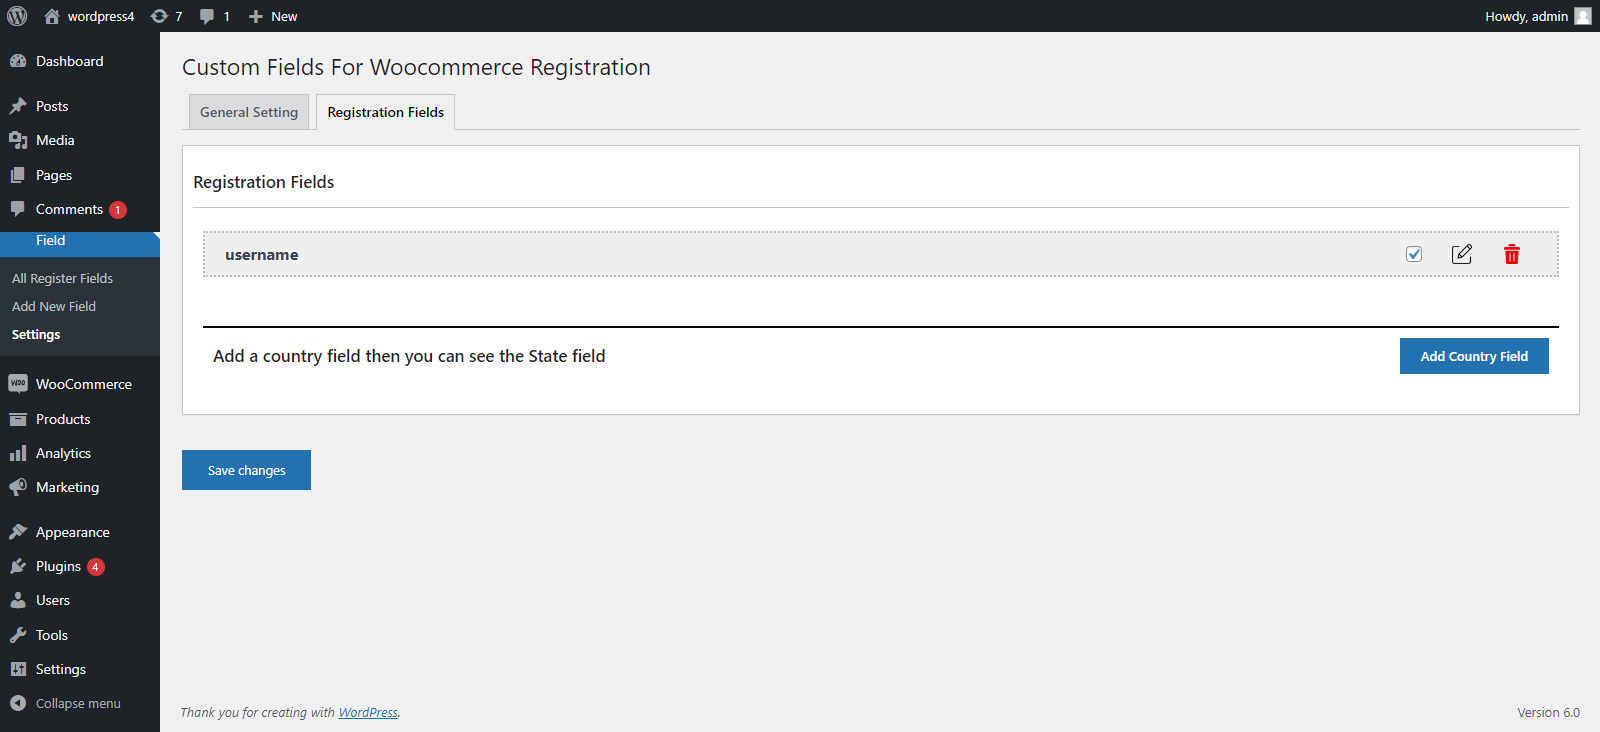 wordpress4 7 1 New Howdy, admin
Dashboard
Posts
Media
Pages
Comments 1
Field
All Register Fields
Add New Field
Settings
WOO WooCommerce
Products
Analytics
Marketing
Appearance
Plugins 4
Users
Tools
Settings
Collapse menu
Custom Fields For Woocommerce Registration
General Setting Registration Fields
Registration Fields
username
Add a country field then you can see the State field Add Country Field
Save changes
Thank you for creating with WordPress. Version 6.0